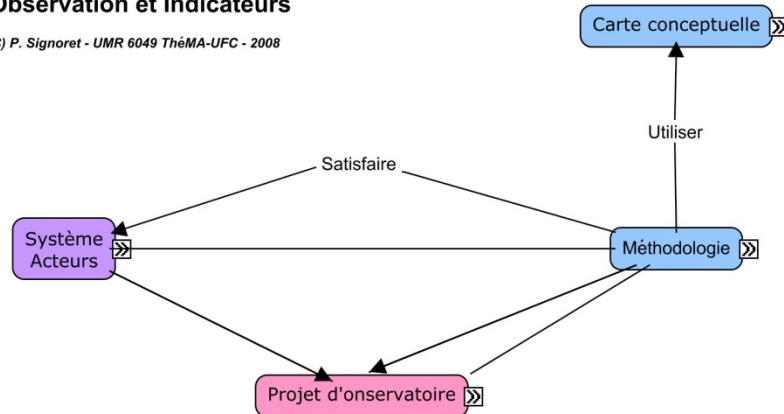 Observation et indicateurs
) P. Signoret - UMR 6049 ThéMA-UFC - 2008
Carte conceptuelle
Utiliser
Satisfaire
Système
Acteurs
Méthodologie
Projet d'onservatoire